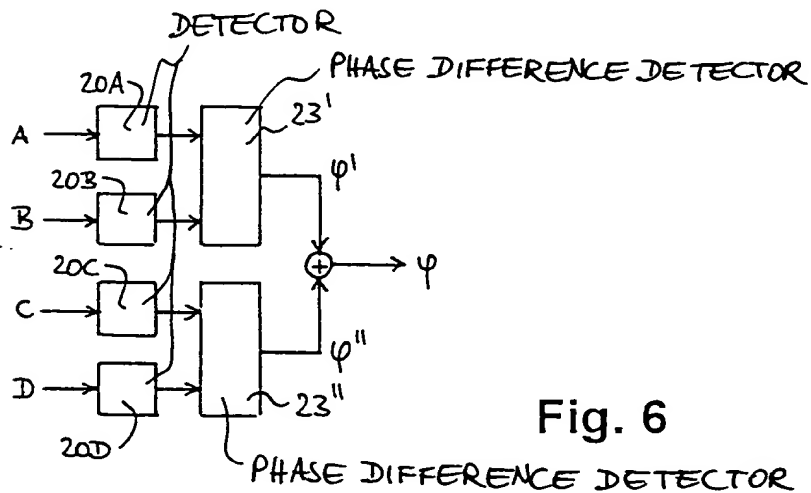 DETECTOR
PHASE DIFFERENCE DETECTOR
20A
23'
A
φ'
20B
B
φ
20C
C
φ"
D
23"
20D
Fig. 6
PHASE DIFFERENCE DETECTOR